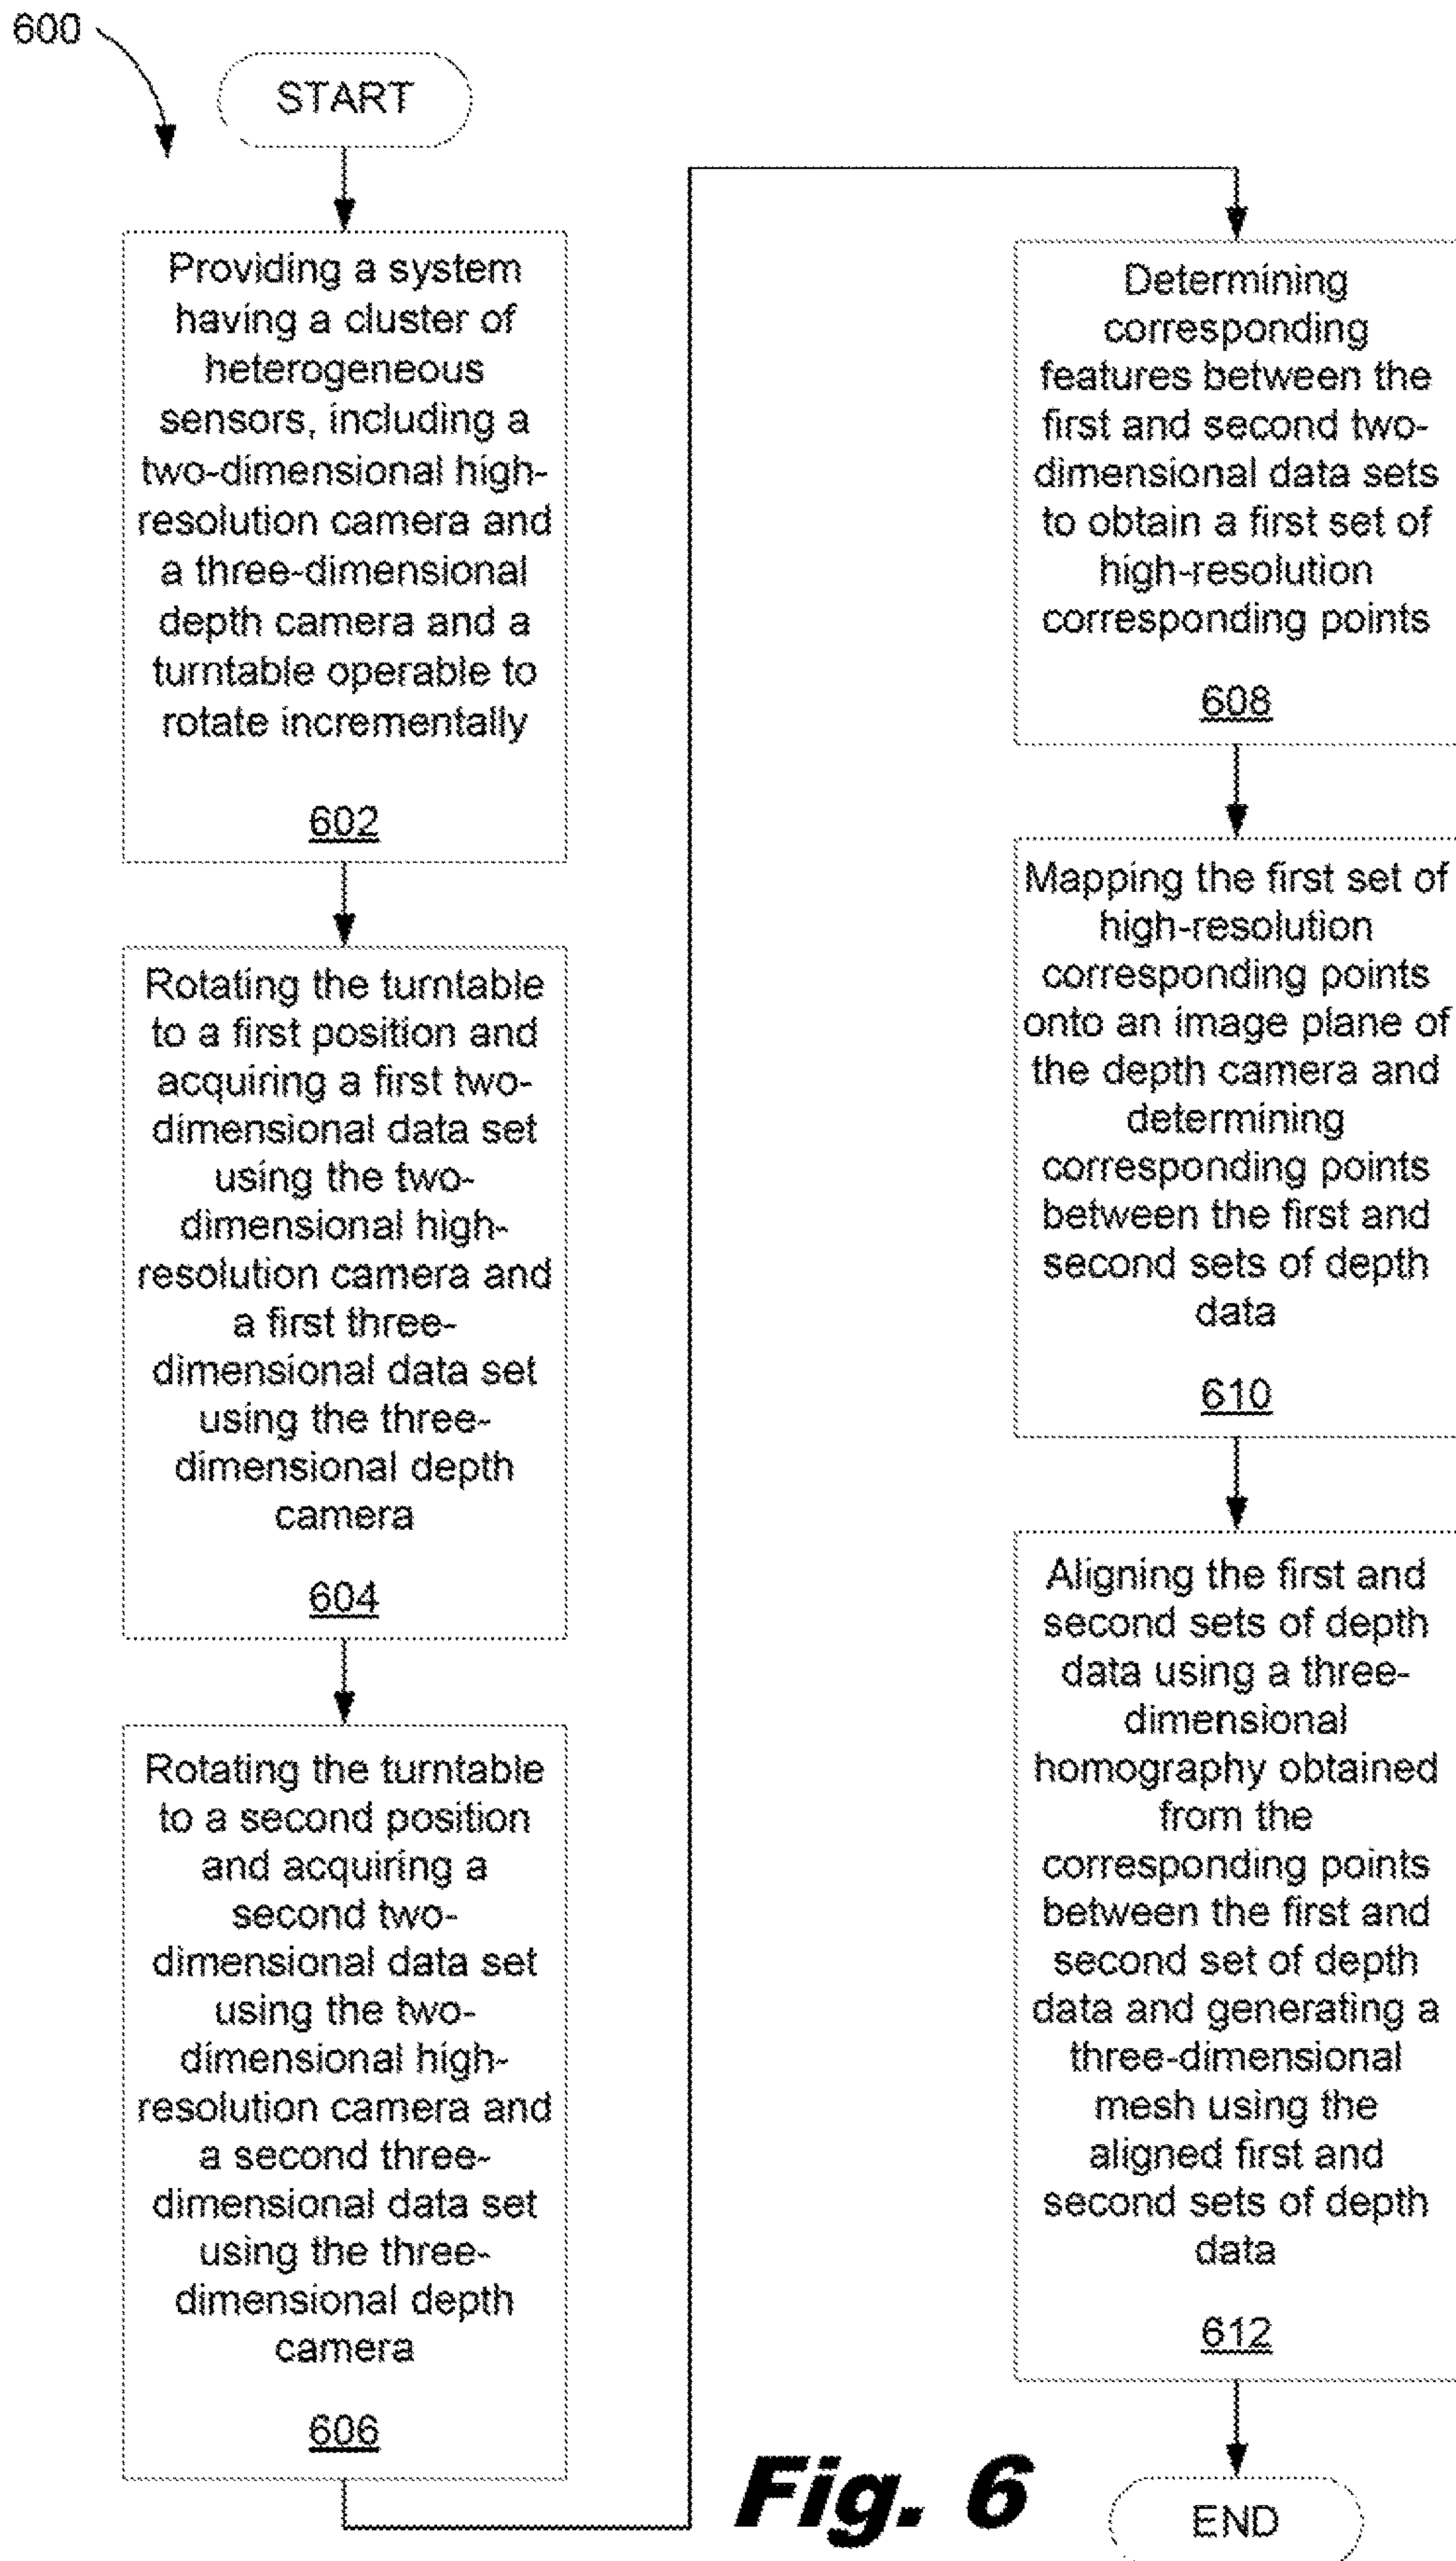 600
START
Providing a system
having a cluster of
heterogeneous
sensors, including a
two-dimensional high-
resolution camera and
a three-dimensional
depth camera and a
turntable operable to
rotate incrementally
602
Rotating the turntable
to a first position and
acquiring a first two-
dimensional data set
using the two-
dimensional high-
resolution camera and
a first three-
dimensional data set
using the three-
dimensional depth
camera
604
Rotating the turntable
to a second position
and acquiring a
second two-
dimensional data set
using the two-
dimensional high-
resolution camera and
a second three-
dimensional data set
using the three-
dimensional depth
camera
606
Determining
corresponding
features between the
first and second two-
dimensional data sets
to obtain a first set of
high-resolution
corresponding points
608
Mapping the first set of
high-resolution
corresponding points
onto an image plane of
the depth camera and
determining
corresponding points
between the first and
second sets of depth
data
610
Aligning the first and
second sets of depth
data using a three-
dimensional
homography obtained
from the
corresponding points
between the first and
second set of depth
data and generating a
three-dimensional
mesh using the
aligned first and
second sets of depth
data
612
END
Fig. 6